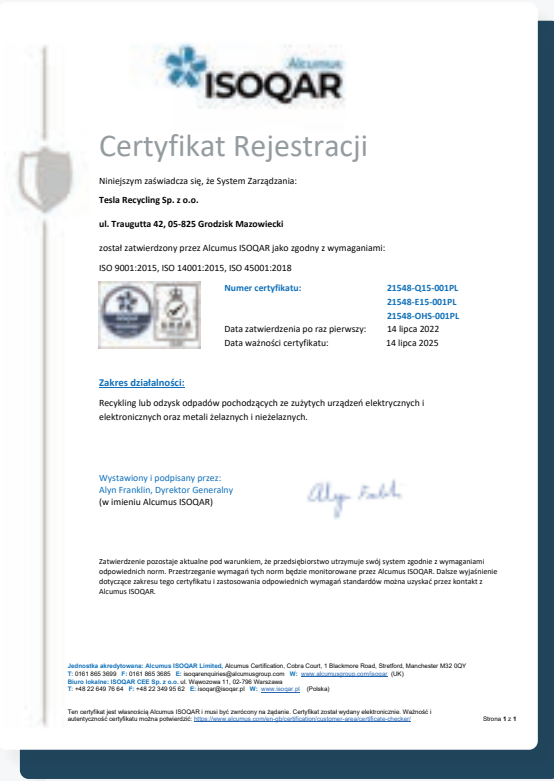 Alcumus
ISOQAR
Certyfikat Rejestracji
Niniejszym zaświadcza się, że System Zarządzania:
Tesla Recycling Sp. z o.o.
ul. Traugutta 42, 05-825 Grodzisk Mazowiecki
został zatwierdzony przez Alcumus ISOQAR jako zgodny z wymaganiami:
ISO 9001:2015, ISO 14001:2015, ISO 45001:2018
Numer certyfikatu: 21548-Q15-001PL
21548-E15-001PL
21548-OHS-001PL
Data zatwierdzenia po raz pierwszy: 14 lipca 2022
Data ważności certyfikatu: 14 lipca 2025
Zakres działalności:
Recykling lub odzysk odpadów pochodzących ze zużytych urządzeń elektrycznych i
elektronicznych oraz metali żelaznych i nieżelaznych.
Wystawiony i podpisany przez:
Alyn Franklin, Dyrektor Generalny
(w imieniu Alcumus ISOQAR)
Zatwierdzenie pozostaje aktualne pod warunkiem, że przedsiębiorstwo utrzymuje swój system zgodnie z wymaganiami
odpowiednich norm. Przestrzeganie wymagań tych norm będzie monitorowane przez Alcumus ISOQAR. Dalsze wyjaśnienie
dotyczące zakresu tego certyfikatu i zastosowania odpowiednich wymagań standardów można uzyskać przez kontakt z
Alcumus ISOQAR.
Jednostka akredytowana: Alcumus ISOQAR Limited, Alcumus Certification, Cobra Court, 1 Blackmore Road, Stretford, Manchester M32 0QY
T: 0161 865 3699 F: 0161 865 3685 E: isoqarenquiries@alcumusgroup.com W: www.alcumusgroup.com/isoqar (UK)
Biuro lokalne: ISOQAR CEE Sp. z o.o. ul. Wąwozowa 11, 02-796 Warszawa
T: +48 22 649 76 64 F: +48 22 349 95 62 E: isoqar@isoqar.pl W: www.isoqar.pl (Polska)
Ten certyfikat jest własnością Alcumus ISOQAR i musi być zwrócony na żądanie. Certyfikat został wydany elektronicznie. Ważność i
autentyczność certyfikatu można potwierdzić: https://www.alcumus.com/en-gb/certification/customer-area/certificate-checker/ Strona 1 z 1